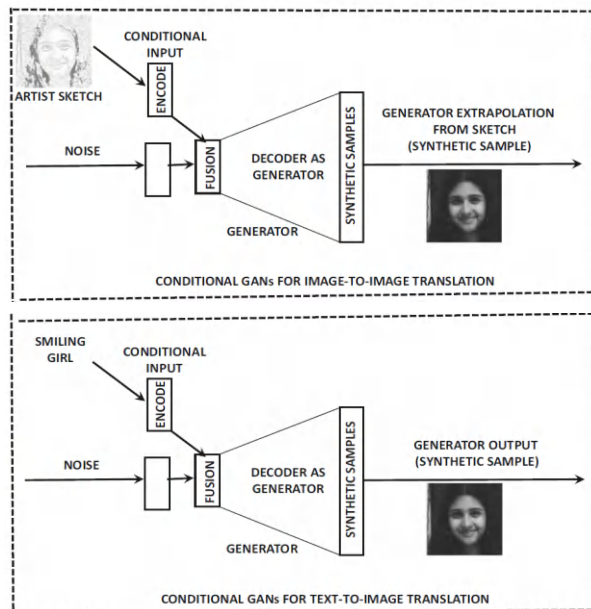 CONDITIONAL
INPUT
ENCODE
ARTIST SKETCH
NOISE
FUSION
DECODER AS
GENERATOR
GENERATOR
SYNTHETIC SAMPLES
GENERATOR EXTRAPOLATION
FROM SKETCH
(SYNTHETIC SAMPLE)
CONDITIONAL GANs FOR IMAGE-TO-IMAGE TRANSLATION
SMILING
GIRL
CONDITIONAL
INPUT
ENCODE
NOISE
FUSION
DECODER AS
GENERATOR
GENERATOR
SYNTHETIC SAMPLES
GENERATOR OUTPUT
(SYNTHETIC SAMPLE)
CONDITIONAL GANs FOR TEXT-TO-IMAGE TRANSLATION